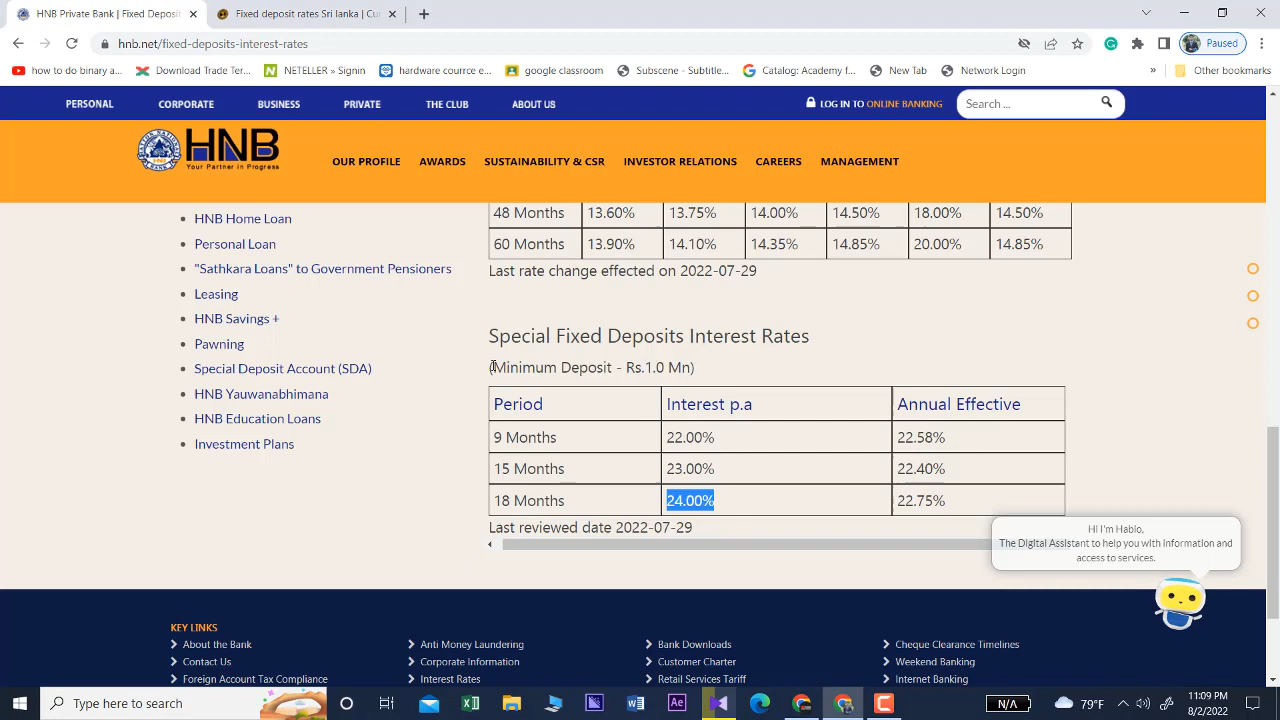 Our Profile | Sri Lanka's Priv
18 months Fixed Deposit - Ran
hnb.net/fixed-deposits-interest-rates
Paused
how to do binary a...
Download Trade Ter...
NETELLER » Signin
hardware coutrce c...
google classroom
Subscene - Subtitle...
Catalog: Academy f...
New Tab
Network Login
»
Other bookmarks
PERSONAL
CORPORATE
BUSINESS
PRIVATE
THE CLUB
ABOUT US
LOG IN TO ONLINE BANKING
Search ...
HNB
Your Partner in Progress
OUR PROFILE
AWARDS
SUSTAINABILITY & CSR
INVESTOR RELATIONS
CAREERS
MANAGEMENT
HNB Home Loan
Personal Loan
"Sathkara Loans" to Government Pensioners
Leasing
HNB Savings +
Pawning
Special Deposit Account (SDA)
HNB Yauwanabhimana
HNB Education Loans
Investment Plans
48 Months 13.60% 13.75% 14.00% 14.50% 18.00% 14.50%
60 Months 13.90% 14.10% 14.35% 14.85% 20.00% 14.85%
Last rate change effected on 2022-07-29
Special Fixed Deposits Interest Rates
(Minimum Deposit - Rs.1.0 Mn)
Period Interest p.a Annual Effective
9 Months 22.00% 22.58%
15 Months 23.00% 22.40%
18 Months 24.00% 22.75%
Last reviewed date 2022-07-29
Hi I'm Hablo,
The Digital Assistant to help you with information and
access to services.
KEY LINKS
About the Bank
Contact Us
Foreign Account Tax Compliance
Anti Money Laundering
Corporate Information
Interest Rates
Bank Downloads
Customer Charter
Retail Services Tariff
Cheque Clearance Timelines
Weekend Banking
Internet Banking
Type here to search
N/A
79°F
ENG
11:09 PM
8/2/2022